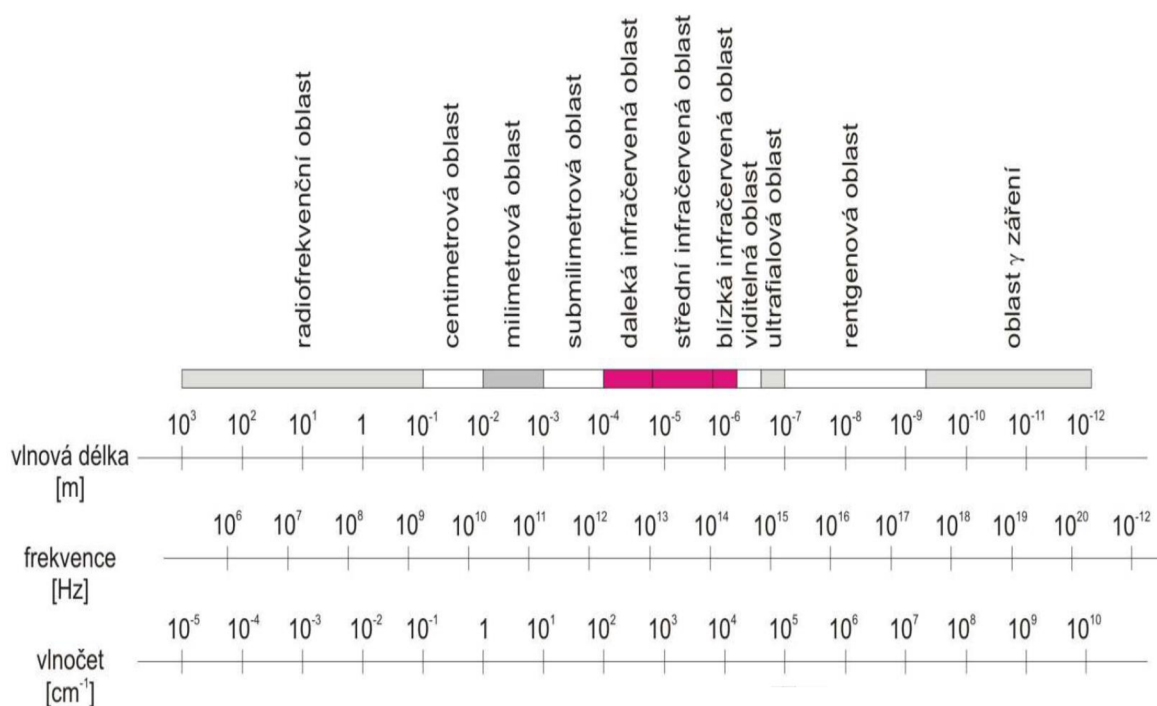 radiofrekvenční oblast
centimetrová oblast
milimetrová oblast
submilimetrová oblast
daleká infračervená oblast
střední infračervená oblast
blízká infračervená oblast
viditelná oblast
ultrafialová oblast
rentgenová oblast
oblast γ záření
10³ 10² 10¹ 1 10⁻¹ 10⁻² 10⁻³ 10⁻⁴ 10⁻⁵ 10⁻⁶ 10⁻⁷ 10⁻⁸ 10⁻⁹ 10⁻¹⁰ 10⁻¹¹ 10⁻¹²
vlnová délka
[m]
10⁶ 10⁷ 10⁸ 10⁹ 10¹⁰ 10¹¹ 10¹² 10¹³ 10¹⁴ 10¹⁵ 10¹⁶ 10¹⁷ 10¹⁸ 10¹⁹ 10²⁰ 10⁻¹²
frekvence
[Hz]
10⁻⁵ 10⁻⁴ 10⁻³ 10⁻² 10⁻¹ 1 10¹ 10² 10³ 10⁴ 10⁵ 10⁶ 10⁷ 10⁸ 10⁹ 10¹⁰
vlnočet
[cm⁻¹]